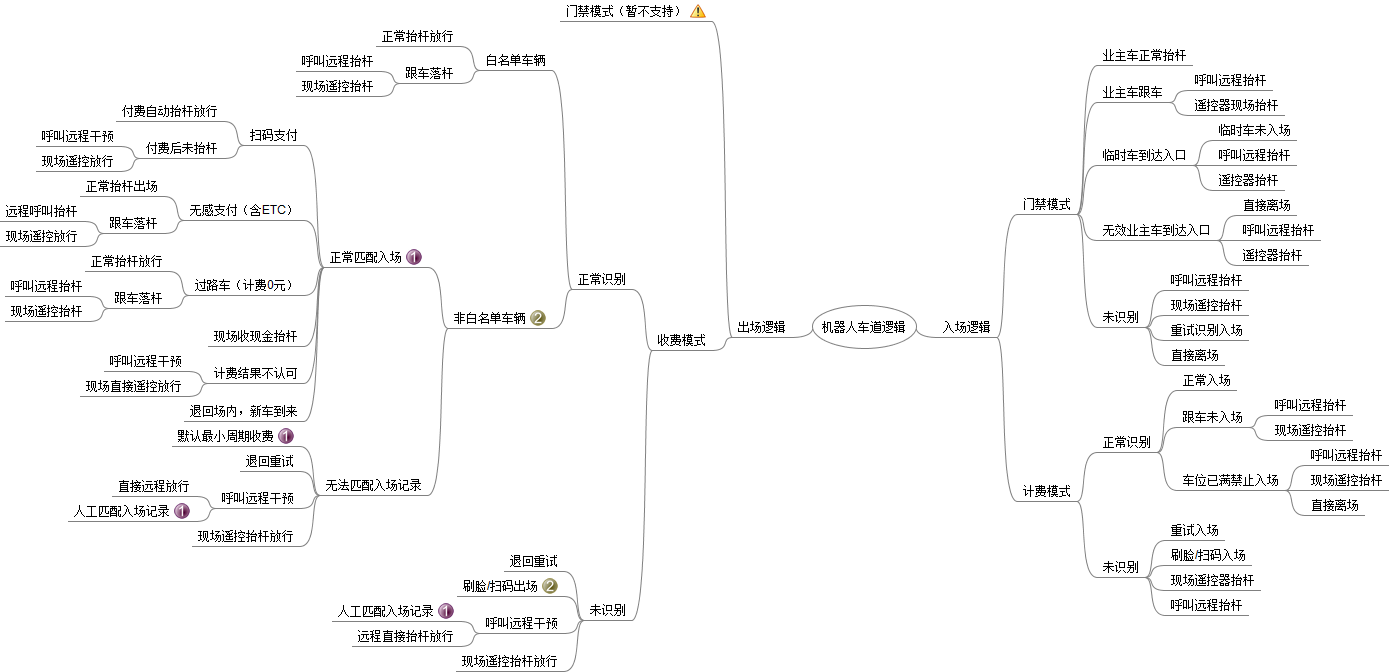 机器人车道逻辑
入场逻辑
门禁模式
业主车正常抬杆
业主车跟车
呼叫远程抬杆
遥控器现场抬杆
临时车到达入口
临时车未入场
呼叫远程抬杆
遥控器抬杆
无效业主车到达入口
直接离场
呼叫远程抬杆
遥控器抬杆
未识别
呼叫远程抬杆
现场遥控抬杆
重试识别入场
直接离场
计费模式
正常识别
正常入场
跟车未入场
呼叫远程抬杆
现场遥控抬杆
车位已满禁止入场
呼叫远程抬杆
现场遥控抬杆
直接离场
未识别
重试入场
刷脸/扫码入场
现场遥控器抬杆
呼叫远程抬杆
出场逻辑
门禁模式（暂不支持）
收费模式
正常识别
白名单车辆
正常抬杆放行
跟车落杆
呼叫远程抬杆
现场遥控抬杆
非白名单车辆 2
正常匹配入场 1
扫码支付
付费自动抬杆放行
付费后未抬杆
呼叫远程干预
现场遥控放行
无感支付（含ETC）
正常抬杆出场
跟车落杆
远程呼叫抬杆
现场遥控放行
过路车（计费0元）
正常抬杆放行
跟车落杆
呼叫远程抬杆
现场遥控抬杆
现场收现金抬杆
计费结果不认可
呼叫远程干预
现场直接遥控放行
退回场内，新车到来
无法匹配入场记录
默认最小周期收费 1
退回重试
呼叫远程干预
直接远程放行
人工匹配入场记录 1
现场遥控抬杆放行
未识别
退回重试
刷脸/扫码出场 2
呼叫远程干预
人工匹配入场记录 1
远程直接抬杆放行
现场遥控抬杆放行